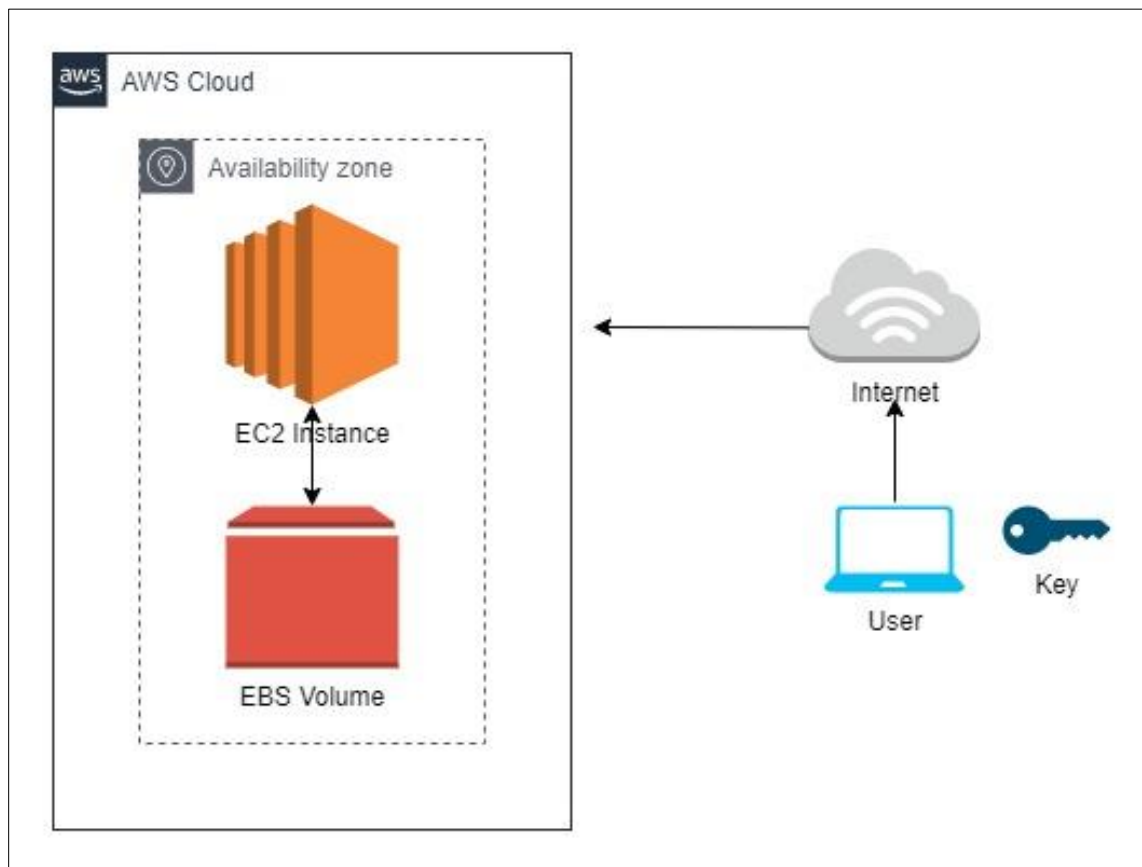 aws
AWS Cloud
Availability zone
EC2 Instance
EBS Volume
Internet
User
Key